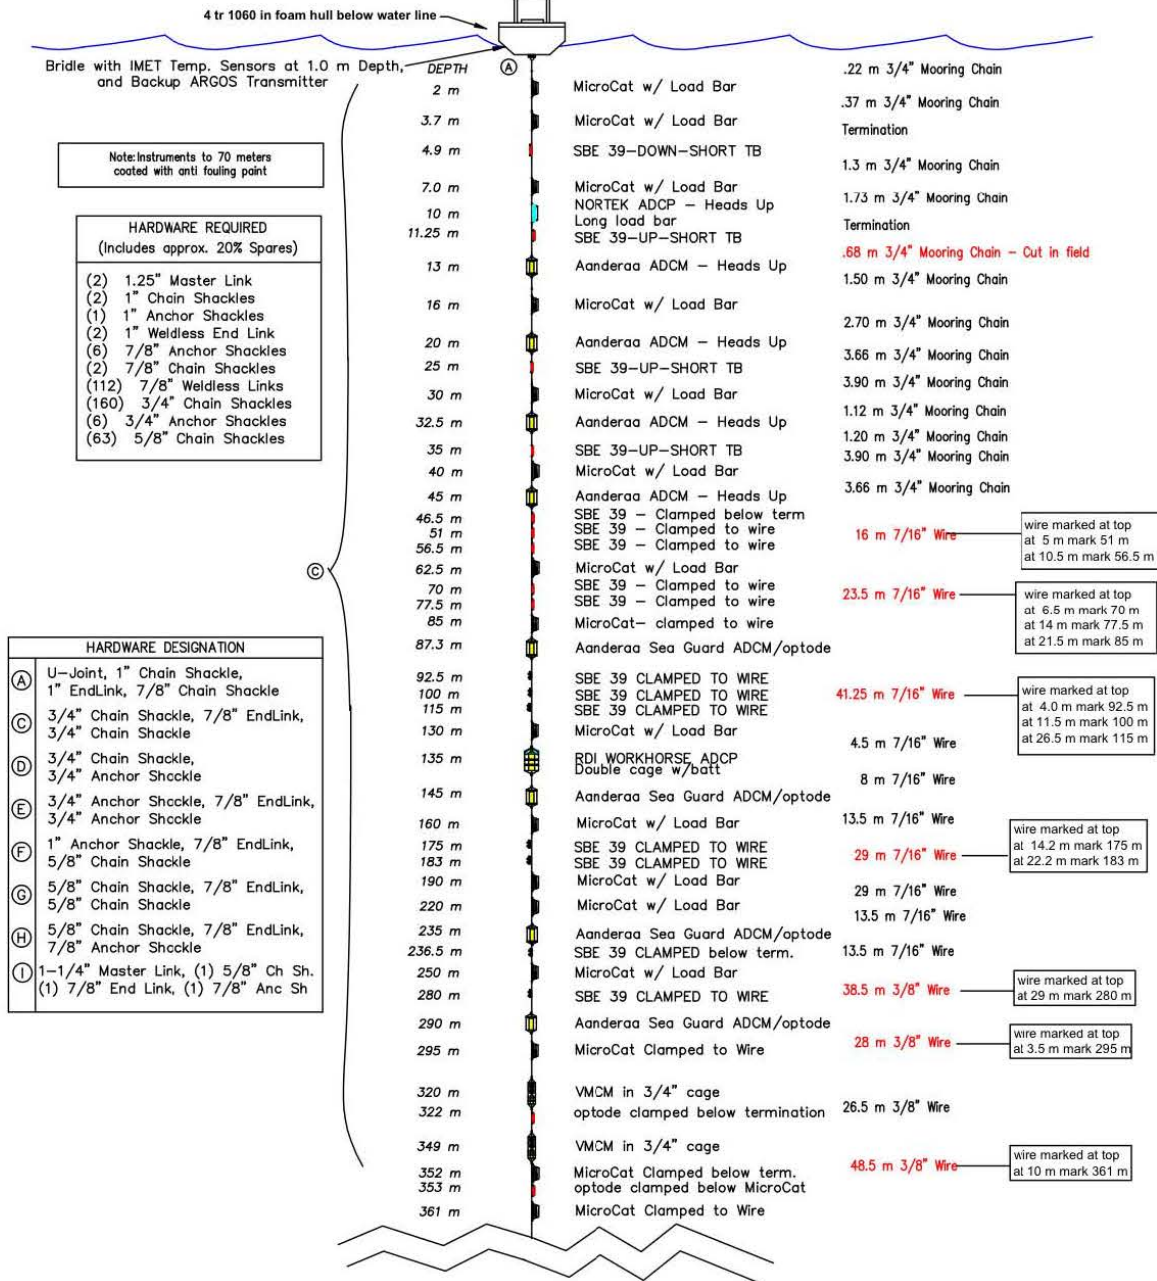 4 tr 1060 in foam hull below water line
Bridle with IMET Temp. Sensors at 1.0 m Depth,
and Backup ARGOS Transmitter
DEPTH
A
.22 m 3/4" Mooring Chain
2 m MicroCat w/ Load Bar
.37 m 3/4" Mooring Chain
3.7 m MicroCat w/ Load Bar
Termination
4.9 m SBE 39-DOWN-SHORT TB
1.3 m 3/4" Mooring Chain
Note:Instruments to 70 meters
coated with anti fouling paint
7.0 m MicroCat w/ Load Bar
1.73 m 3/4" Mooring Chain
10 m NORTEK ADCP - Heads Up
Long load bar
Termination
11.25 m SBE 39-UP-SHORT TB
.68 m 3/4" Mooring Chain - Cut in field
13 m Aanderaa ADCM - Heads Up
1.50 m 3/4" Mooring Chain
16 m MicroCat w/ Load Bar
2.70 m 3/4" Mooring Chain
20 m Aanderaa ADCM - Heads Up
3.66 m 3/4" Mooring Chain
25 m SBE 39-UP-SHORT TB
3.90 m 3/4" Mooring Chain
30 m MicroCat w/ Load Bar
1.12 m 3/4" Mooring Chain
32.5 m Aanderaa ADCM - Heads Up
1.20 m 3/4" Mooring Chain
35 m SBE 39-UP-SHORT TB
3.90 m 3/4" Mooring Chain
40 m MicroCat w/ Load Bar
3.66 m 3/4" Mooring Chain
45 m Aanderaa ADCM - Heads Up
46.5 m SBE 39 - Clamped below term
51 m SBE 39 - Clamped to wire
16 m 7/16" Wire
wire marked at top
at 5 m mark 51 m
at 10.5 m mark 56.5 m
56.5 m SBE 39 - Clamped to wire
62.5 m MicroCat w/ Load Bar
70 m SBE 39 - Clamped to wire
23.5 m 7/16" Wire
wire marked at top
at 6.5 m mark 70 m
at 14 m mark 77.5 m
at 21.5 m mark 85 m
77.5 m SBE 39 - Clamped to wire
85 m MicroCat- clamped to wire
87.3 m Aanderaa Sea Guard ADCM/optode
92.5 m SBE 39 CLAMPED TO WIRE
100 m SBE 39 CLAMPED TO WIRE
41.25 m 7/16" Wire
wire marked at top
at 4.0 m mark 92.5 m
at 11.5 m mark 100 m
at 26.5 m mark 115 m
115 m SBE 39 CLAMPED TO WIRE
130 m MicroCat w/ Load Bar
4.5 m 7/16" Wire
135 m RDI WORKHORSE ADCP
Double cage w/batt
8 m 7/16" Wire
145 m Aanderaa Sea Guard ADCM/optode
13.5 m 7/16" Wire
160 m MicroCat w/ Load Bar
175 m SBE 39 CLAMPED TO WIRE
29 m 7/16" Wire
wire marked at top
at 14.2 m mark 175 m
at 22.2 m mark 183 m
183 m SBE 39 CLAMPED TO WIRE
190 m MicroCat w/ Load Bar
29 m 7/16" Wire
220 m MicroCat w/ Load Bar
13.5 m 7/16" Wire
235 m Aanderaa Sea Guard ADCM/optode
236.5 m SBE 39 CLAMPED below term.
13.5 m 7/16" Wire
250 m MicroCat w/ Load Bar
280 m SBE 39 CLAMPED TO WIRE
38.5 m 3/8" Wire
wire marked at top
at 29 m mark 280 m
290 m Aanderaa Sea Guard ADCM/optode
28 m 3/8" Wire
wire marked at top
at 3.5 m mark 295 m
295 m MicroCat Clamped to Wire
320 m VMCM in 3/4" cage
26.5 m 3/8" Wire
322 m optode clamped below termination
349 m VMCM in 3/4" cage
48.5 m 3/8" Wire
wire marked at top
at 10 m mark 361 m
352 m MicroCat Clamped below term.
353 m optode clamped below MicroCat
361 m MicroCat Clamped to Wire
HARDWARE REQUIRED
(Includes approx. 20% Spares)
(2) 1.25" Master Link
(2) 1" Chain Shackles
(1) 1" Anchor Shackles
(2) 1" Weldless End Link
(6) 7/8" Anchor Shackles
(2) 7/8" Chain Shackles
(112) 7/8" Weldless Links
(160) 3/4" Chain Shackles
(6) 3/4" Anchor Shackles
(63) 5/8" Chain Shackles
C
HARDWARE DESIGNATION
A U-Joint, 1" Chain Shackle,
1" EndLink, 7/8" Chain Shackle
C 3/4" Chain Shackle, 7/8" EndLink,
3/4" Chain Shackle
D 3/4" Chain Shackle,
3/4" Anchor Shcckle
E 3/4" Anchor Shcckle, 7/8" EndLink,
3/4" Anchor Shcckle
F 1" Anchor Shackle, 7/8" EndLink,
5/8" Chain Shackle
G 5/8" Chain Shackle, 7/8" EndLink,
5/8" Chain Shackle
H 5/8" Chain Shackle, 7/8" EndLink,
7/8" Anchor Shcckle
I 1-1/4" Master Link, (1) 5/8" Ch Sh.
(1) 7/8" End Link, (1) 7/8" Anc Sh